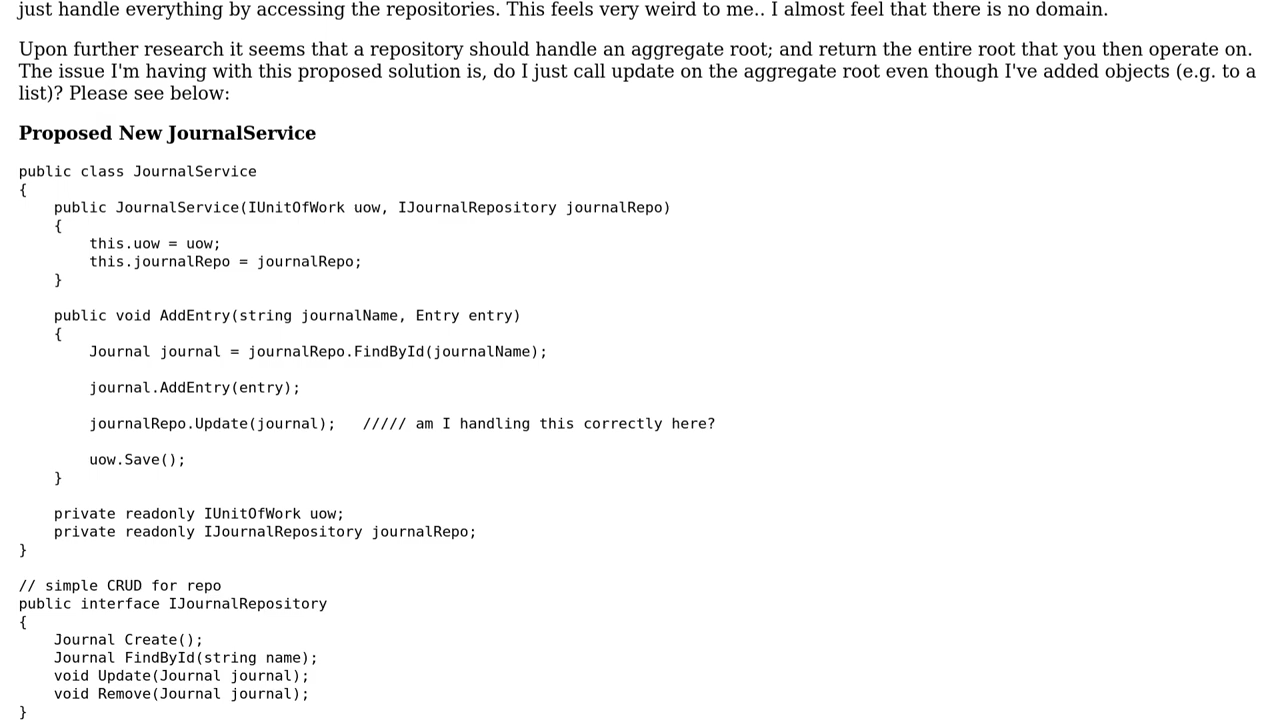 just handle everything by accessing the repositories. This feels very weird to me.. I almost feel that there is no domain.
Upon further research it seems that a repository should handle an aggregate root; and return the entire root that you then operate on.
The issue I'm having with this proposed solution is, do I just call update on the aggregate root even though I've added objects (e.g. to a
list)? Please see below:
Proposed New JournalService
public class JournalService
{
    public JournalService(IUnitOfWork uow, IJournalRepository journalRepo)
    {
        this.uow = uow;
        this.journalRepo = journalRepo;
    }
    public void AddEntry(string journalName, Entry entry)
    {
        Journal journal = journalRepo.FindById(journalName);
        journal.AddEntry(entry);
        journalRepo.Update(journal);   ///// am I handling this correctly here?
        uow.Save();
    }
    private readonly IUnitOfWork uow;
    private readonly IJournalRepository journalRepo;
}
// simple CRUD for repo
public interface IJournalRepository
{
    Journal Create();
    Journal FindById(string name);
    void Update(Journal journal);
    void Remove(Journal journal);
}